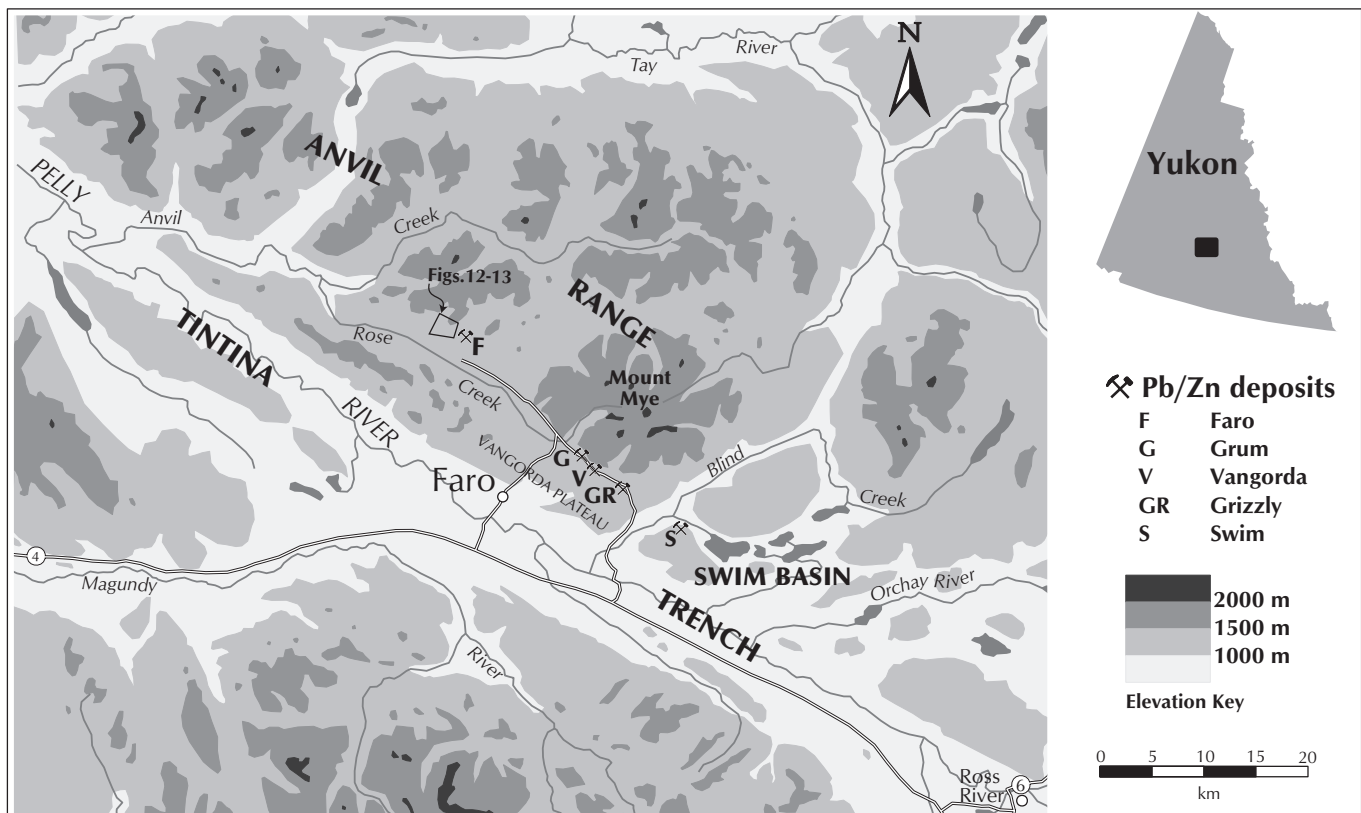 N
River
Tay
ANVIL
PELLY
Anvil
Creek
Figs.12-13
RANGE
TINTINA
Rose
F
Creek
Mount
Mye
RIVER
VANGORDA PLATEAU
G
V
GR
Faro
Blind
Creek
S
SWIM BASIN
4
Magundy
TRENCH
Orchay River
River
Ross
River
6
Yukon
Pb/Zn deposits
F Faro
G Grum
V Vangorda
GR Grizzly
S Swim
2000 m
1500 m
1000 m
Elevation Key
0 5 10 15 20
km